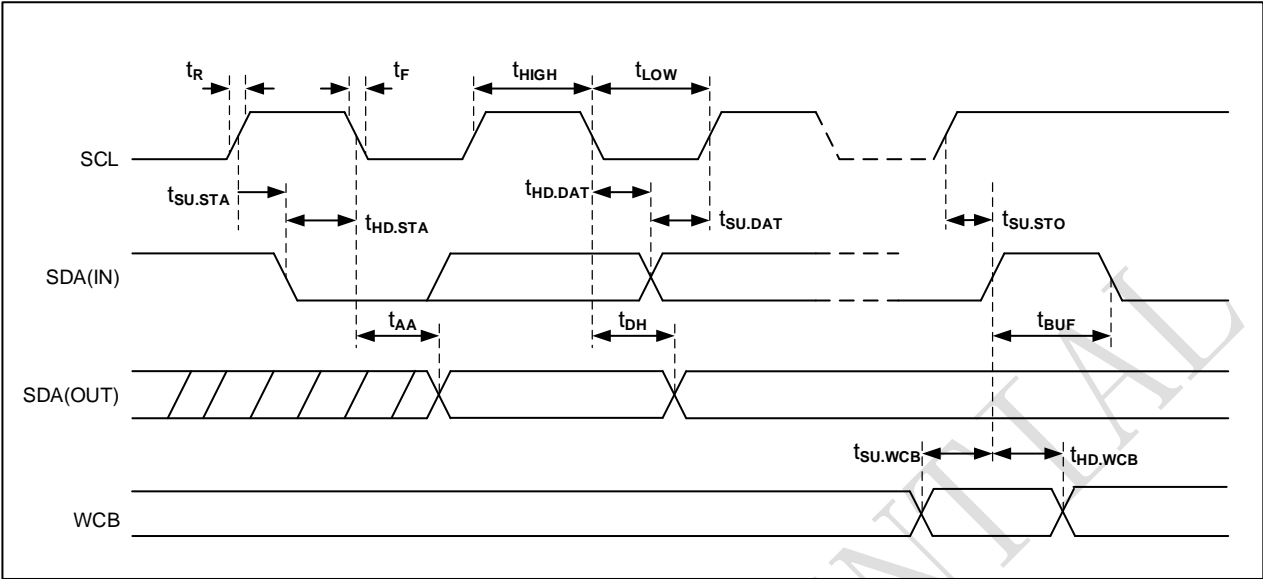 tR tF tHIGH tLOW
SCL
tSU.STA tHD.STA tHD.DAT tSU.DAT tSU.STO
SDA(IN)
tAA tDH tBUF
SDA(OUT)
tSU.WCB tHD.WCB
WCB
NTIAL